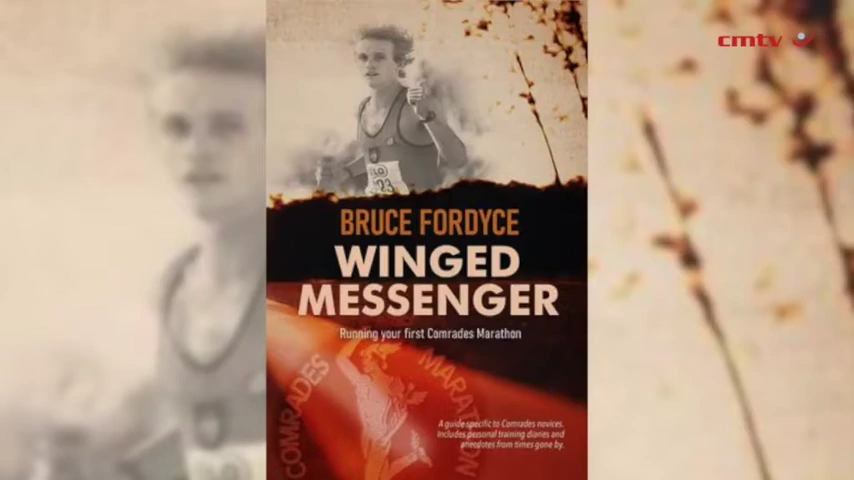 cmtv
BRUCE FORDYCE
WINGED
MESSENGER
Running your first Comrades Marathon
COMRADES
MARATHON
A guide specific to Comrades novices.
Includes personal training diaries and
anecdotes from times gone by.